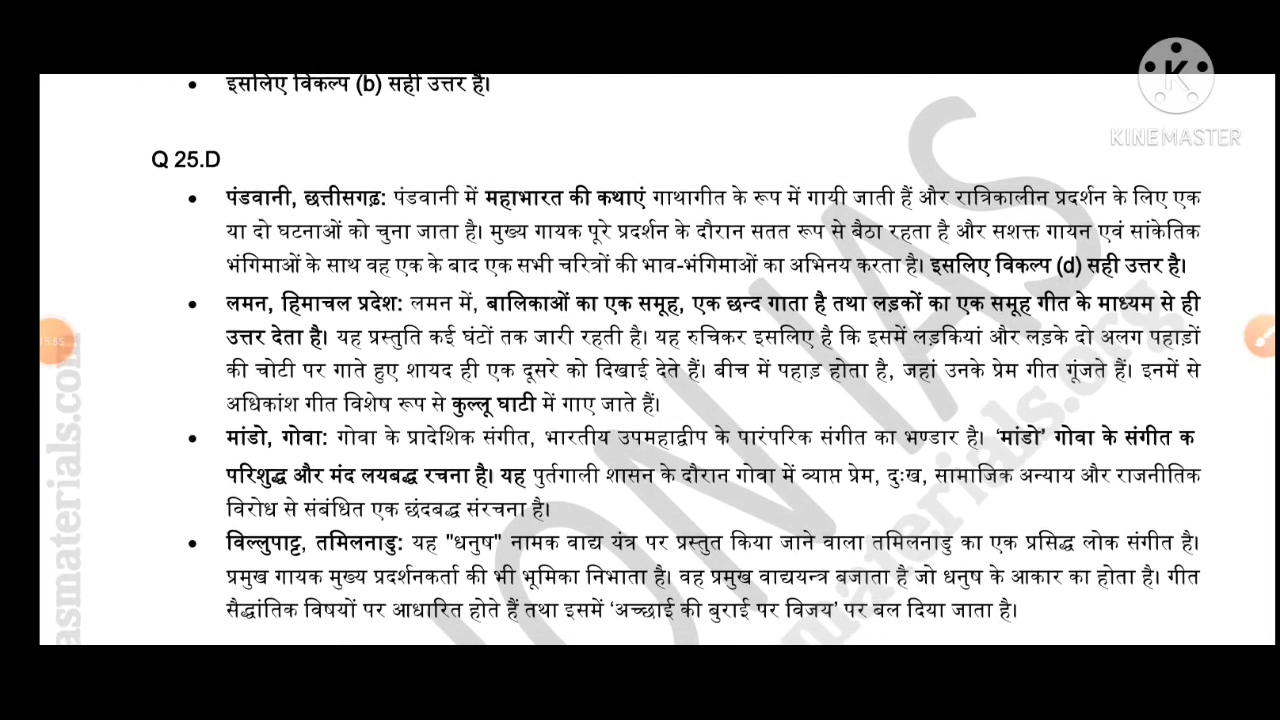 KINEMASTER
इसलिए विकल्प (b) सही उत्तर है।
Q 25.D
• पंडवानी, छत्तीसगढ़: पंडवानी में महाभारत की कथाएं गाथागीत के रूप में गायी जाती हैं और रात्रिकालीन प्रदर्शन के लिए एक
या दो घटनाओं को चुना जाता है। मुख्य गायक पूरे प्रदर्शन के दौरान सतत रूप से बैठा रहता है और सशक्त गायन एवं सांकेतिक
भंगिमाओं के साथ वह एक के बाद एक सभी चरित्रों की भाव-भंगिमाओं का अभिनय करता है। इसलिए विकल्प (d) सही उत्तर है।
• लमन, हिमाचल प्रदेश: लमन में, बालिकाओं का एक समूह, एक छन्द गाता है तथा लड़कों का एक समूह गीत के माध्यम से ही
उत्तर देता है। यह प्रस्तुति कई घंटों तक जारी रहती है। यह रुचिकर इसलिए है कि इसमें लड़कियां और लड़के दो अलग पहाड़ों
की चोटी पर गाते हुए शायद ही एक दूसरे को दिखाई देते हैं। बीच में पहाड़ होता है, जहां उनके प्रेम गीत गूंजते हैं। इनमें से
अधिकांश गीत विशेष रूप से कुल्लू घाटी में गाए जाते हैं।
• मांडो, गोवा: गोवा के प्रादेशिक संगीत, भारतीय उपमहाद्वीप के पारंपरिक संगीत का भण्डार है। ‘मांडो’ गोवा के संगीत क
परिशुद्ध और मंद लयबद्ध रचना है। यह पुर्तगाली शासन के दौरान गोवा में व्याप्त प्रेम, दुःख, सामाजिक अन्याय और राजनीतिक
विरोध से संबंधित एक छंदबद्ध संरचना है।
• विल्लुपाट्ट, तमिलनाडु: यह "धनुष" नामक वाद्य यंत्र पर प्रस्तुत किया जाने वाला तमिलनाडु का एक प्रसिद्ध लोक संगीत है।
प्रमुख गायक मुख्य प्रदर्शनकर्ता की भी भूमिका निभाता है। वह प्रमुख वाद्ययन्त्र बजाता है जो धनुष के आकार का होता है। गीत
सैद्धांतिक विषयों पर आधारित होते हैं तथा इसमें ‘अच्छाई की बुराई पर विजय’ पर बल दिया जाता है।